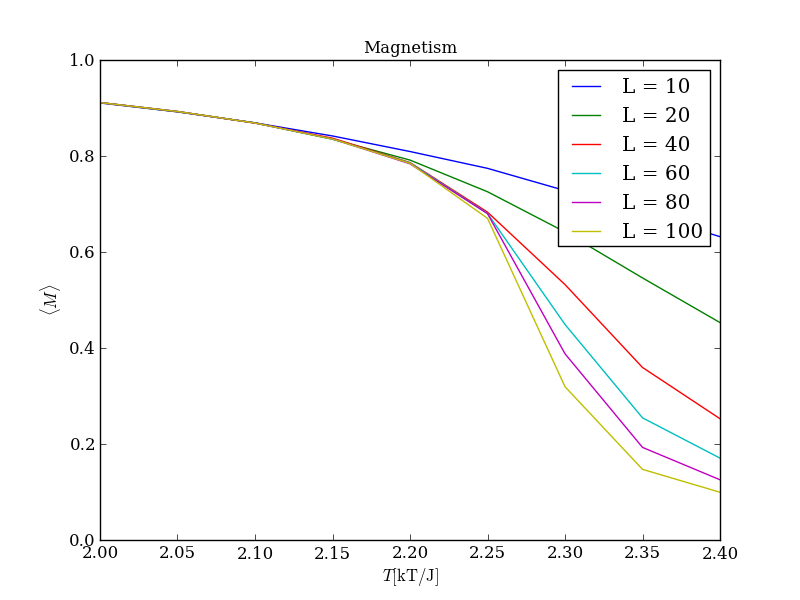 Magnetism
1.0
0.8
0.6
0.4
0.2
0.0
⟨M⟩
L = 10
L = 20
L = 40
L = 60
L = 80
L = 100
2.00 2.05 2.10 2.15 2.20 2.25 2.30 2.35 2.40
T[kT/J]